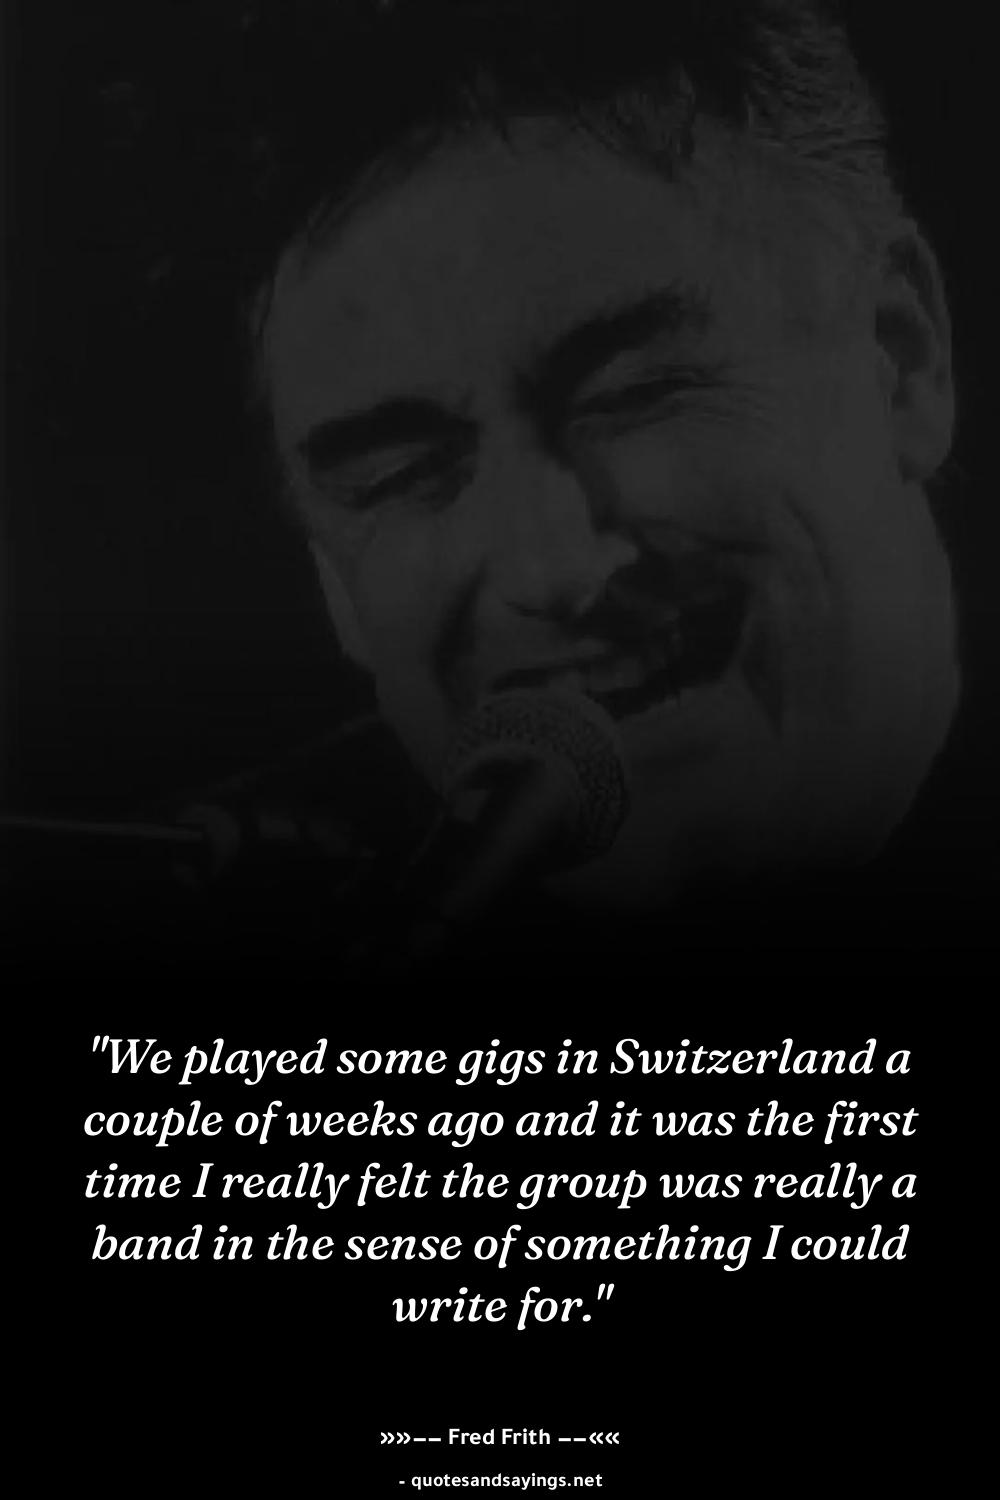 "We played some gigs in Switzerland a
couple of weeks ago and it was the first
time I really felt the group was really a
band in the sense of something I could
write for."
»»–– Fred Frith ––««
- quotesandsayings.net